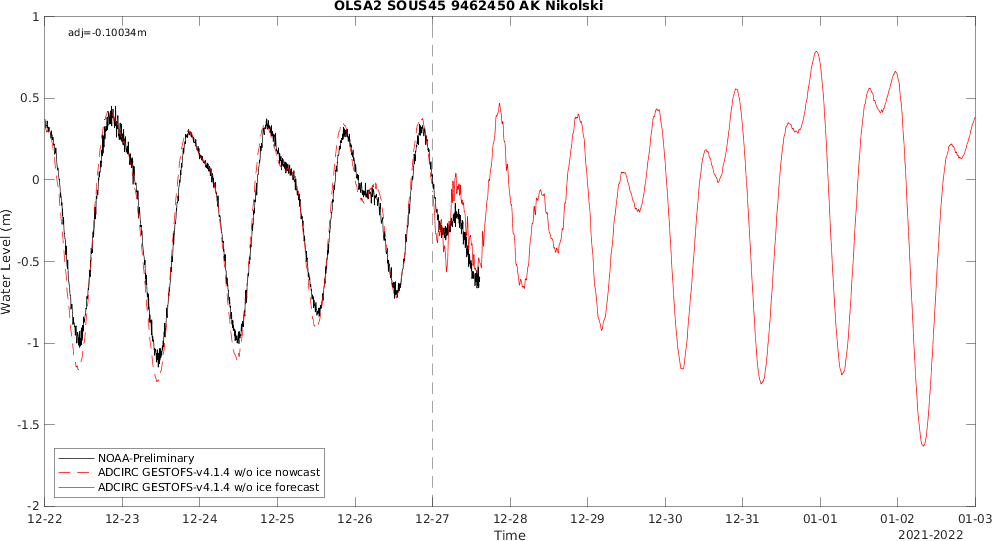 OLSA2 SOUS45 9462450 AK Nikolski
adj=-0.10034m
1
0.5
0
-0.5
-1
-1.5
-2
Water Level (m)
NOAA-Preliminary
ADCIRC GESTOFS-v4.1.4 w/o ice nowcast
ADCIRC GESTOFS-v4.1.4 w/o ice forecast
12-22 12-23 12-24 12-25 12-26 12-27 12-28 12-29 12-30 12-31 01-01 01-02 01-03
Time
2021-2022